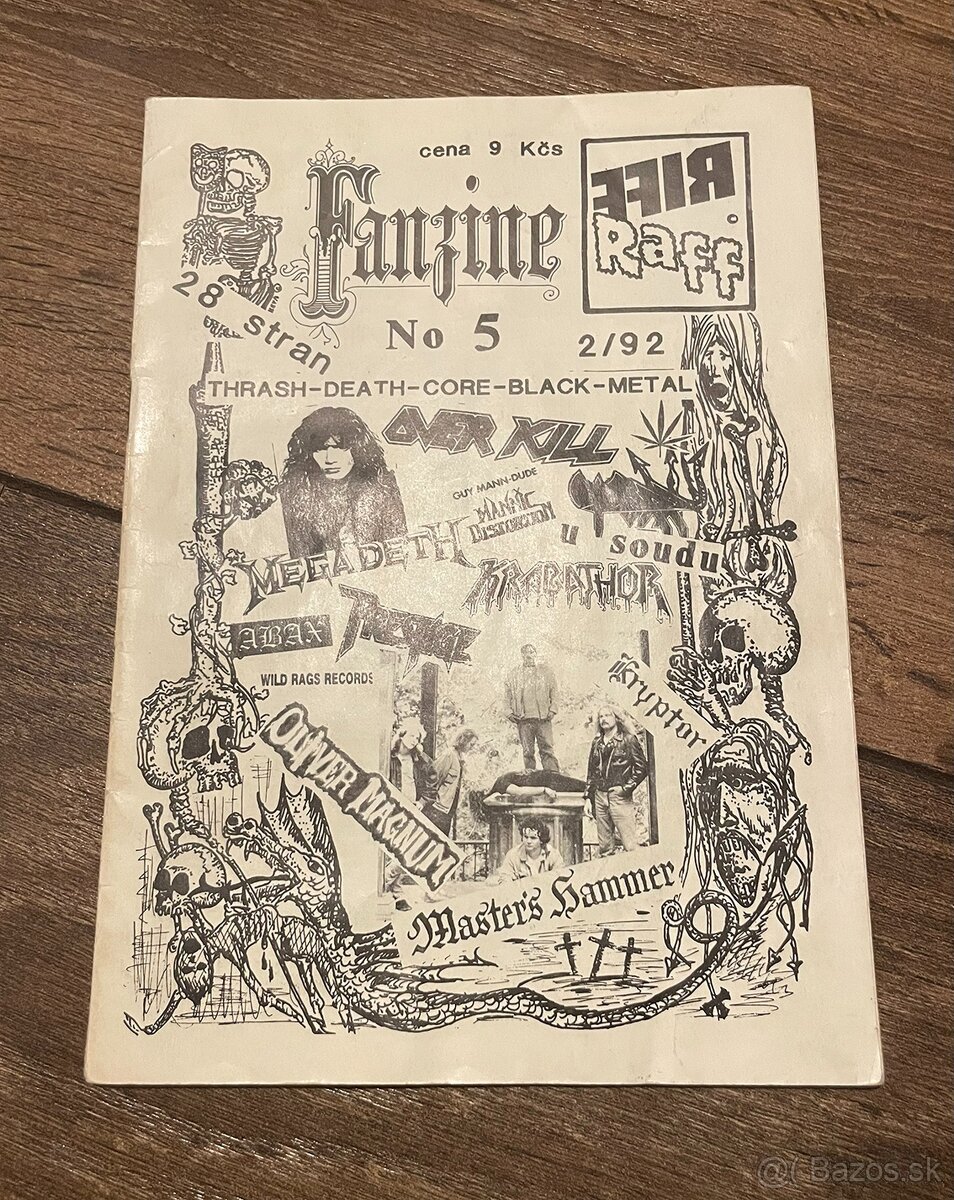 cena 9 Kčs
Fanzine
RIFF
Raff
28 stran
No 5
2/92
THRASH-DEATH-CORE-BLACK-METAL
OVER KILL
GUY MANN-DUDE
MANIAC
DISTORTION
MEGADETH
u soudu
KRABATHOR
ABAX
WILD RAGS RECORDS
Kryptor
OLIVER MAGNUM
Master's Hammer
@( Bazos.sk